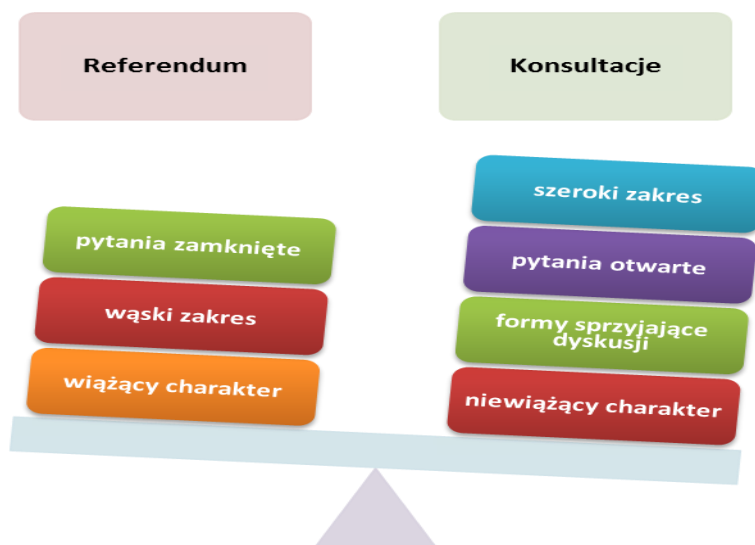 Referendum
Konsultacje
pytania zamknięte
wąski zakres
wiążący charakter
szeroki zakres
pytania otwarte
formy sprzyjające
dyskusji
niewiążący charakter